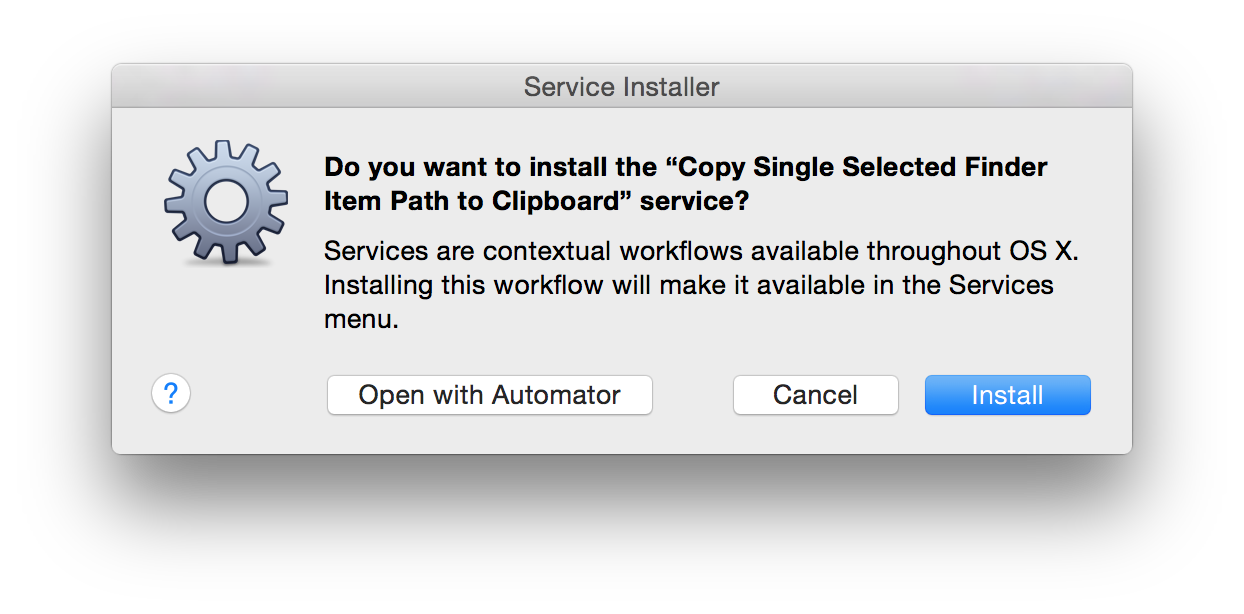 Service Installer
Do you want to install the “Copy Single Selected Finder
Item Path to Clipboard” service?
Services are contextual workflows available throughout OS X.
Installing this workflow will make it available in the Services
menu.
?
Open with Automator
Cancel
Install